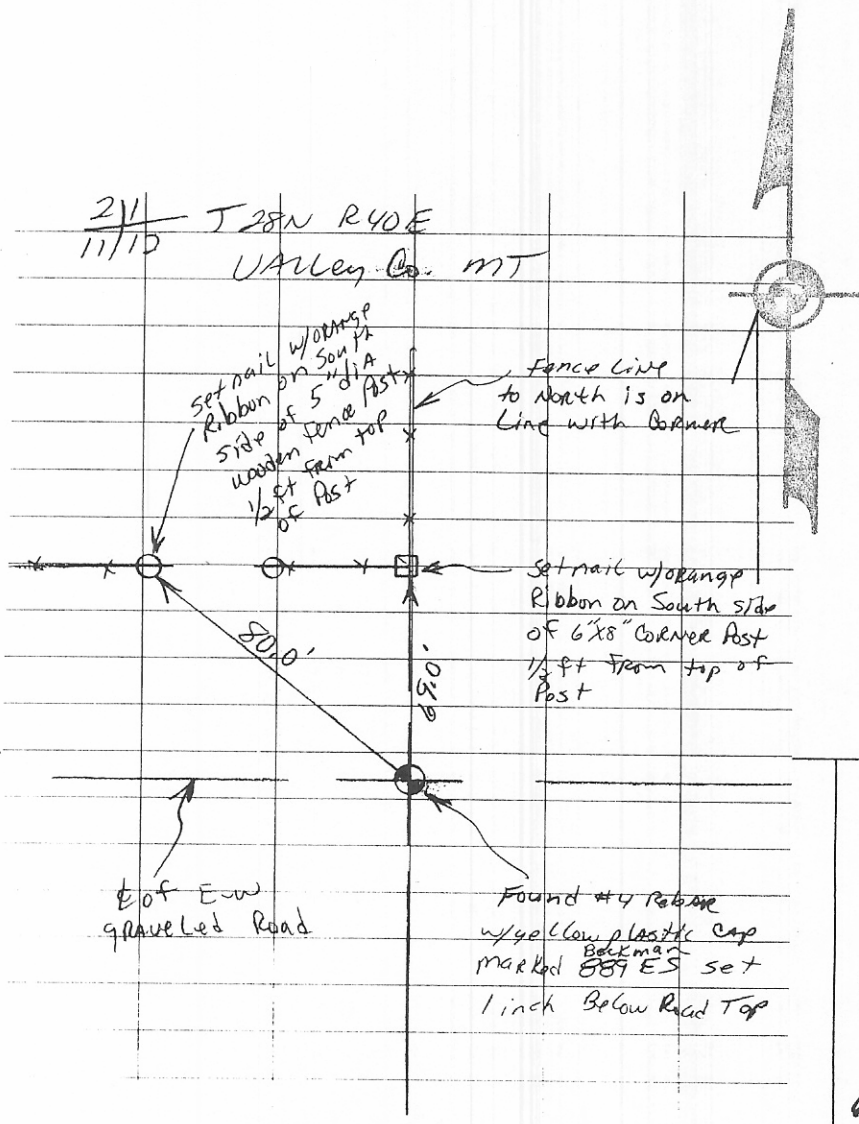 2|1
11/12 T 28N R40E
VALLey Co. MT
Set nail w/ORANGE
Ribbon on South
side of 5" diA
wooden fence Post
1/2 ft from top
of Post
Fence Line
to North is on
Line with Corner
Set nail w/orange
Ribbon on South side
of 6"x8" CORNER Post
1/2 ft From top of
Post
80.0'
69.0'
℄ of E-W
gRAVELed Road
Found #4 Rebar
w/yellow plastic CAP
Beckman
MARKed 889 ES set
1 inch Below Road Top